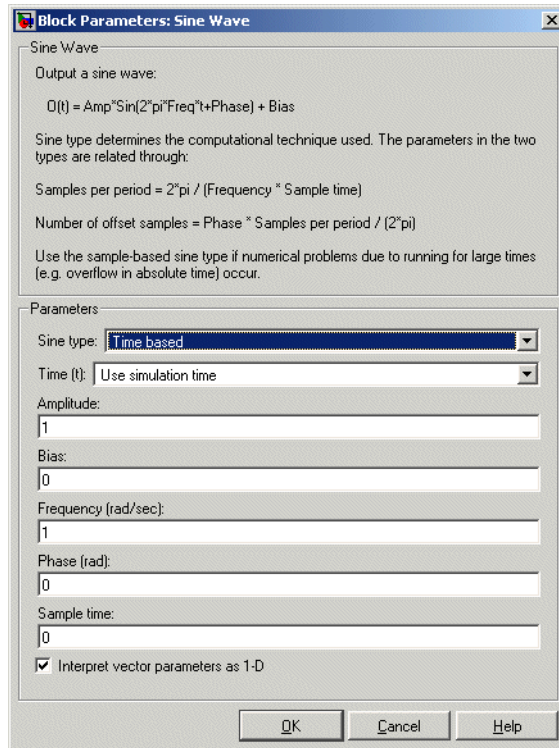 Block Parameters: Sine Wave
Sine Wave
Output a sine wave:
O(t) = Amp*Sin(2*pi*Freq*t+Phase) + Bias
Sine type determines the computational technique used. The parameters in the two
types are related through:
Samples per period = 2*pi / (Frequency * Sample time)
Number of offset samples = Phase * Samples per period / (2*pi)
Use the sample-based sine type if numerical problems due to running for large times
(e.g. overflow in absolute time) occur.
Parameters
Sine type: Time based
Time (t): Use simulation time
Amplitude:
1
Bias:
0
Frequency (rad/sec):
1
Phase (rad):
0
Sample time:
0
Interpret vector parameters as 1-D
OK Cancel Help